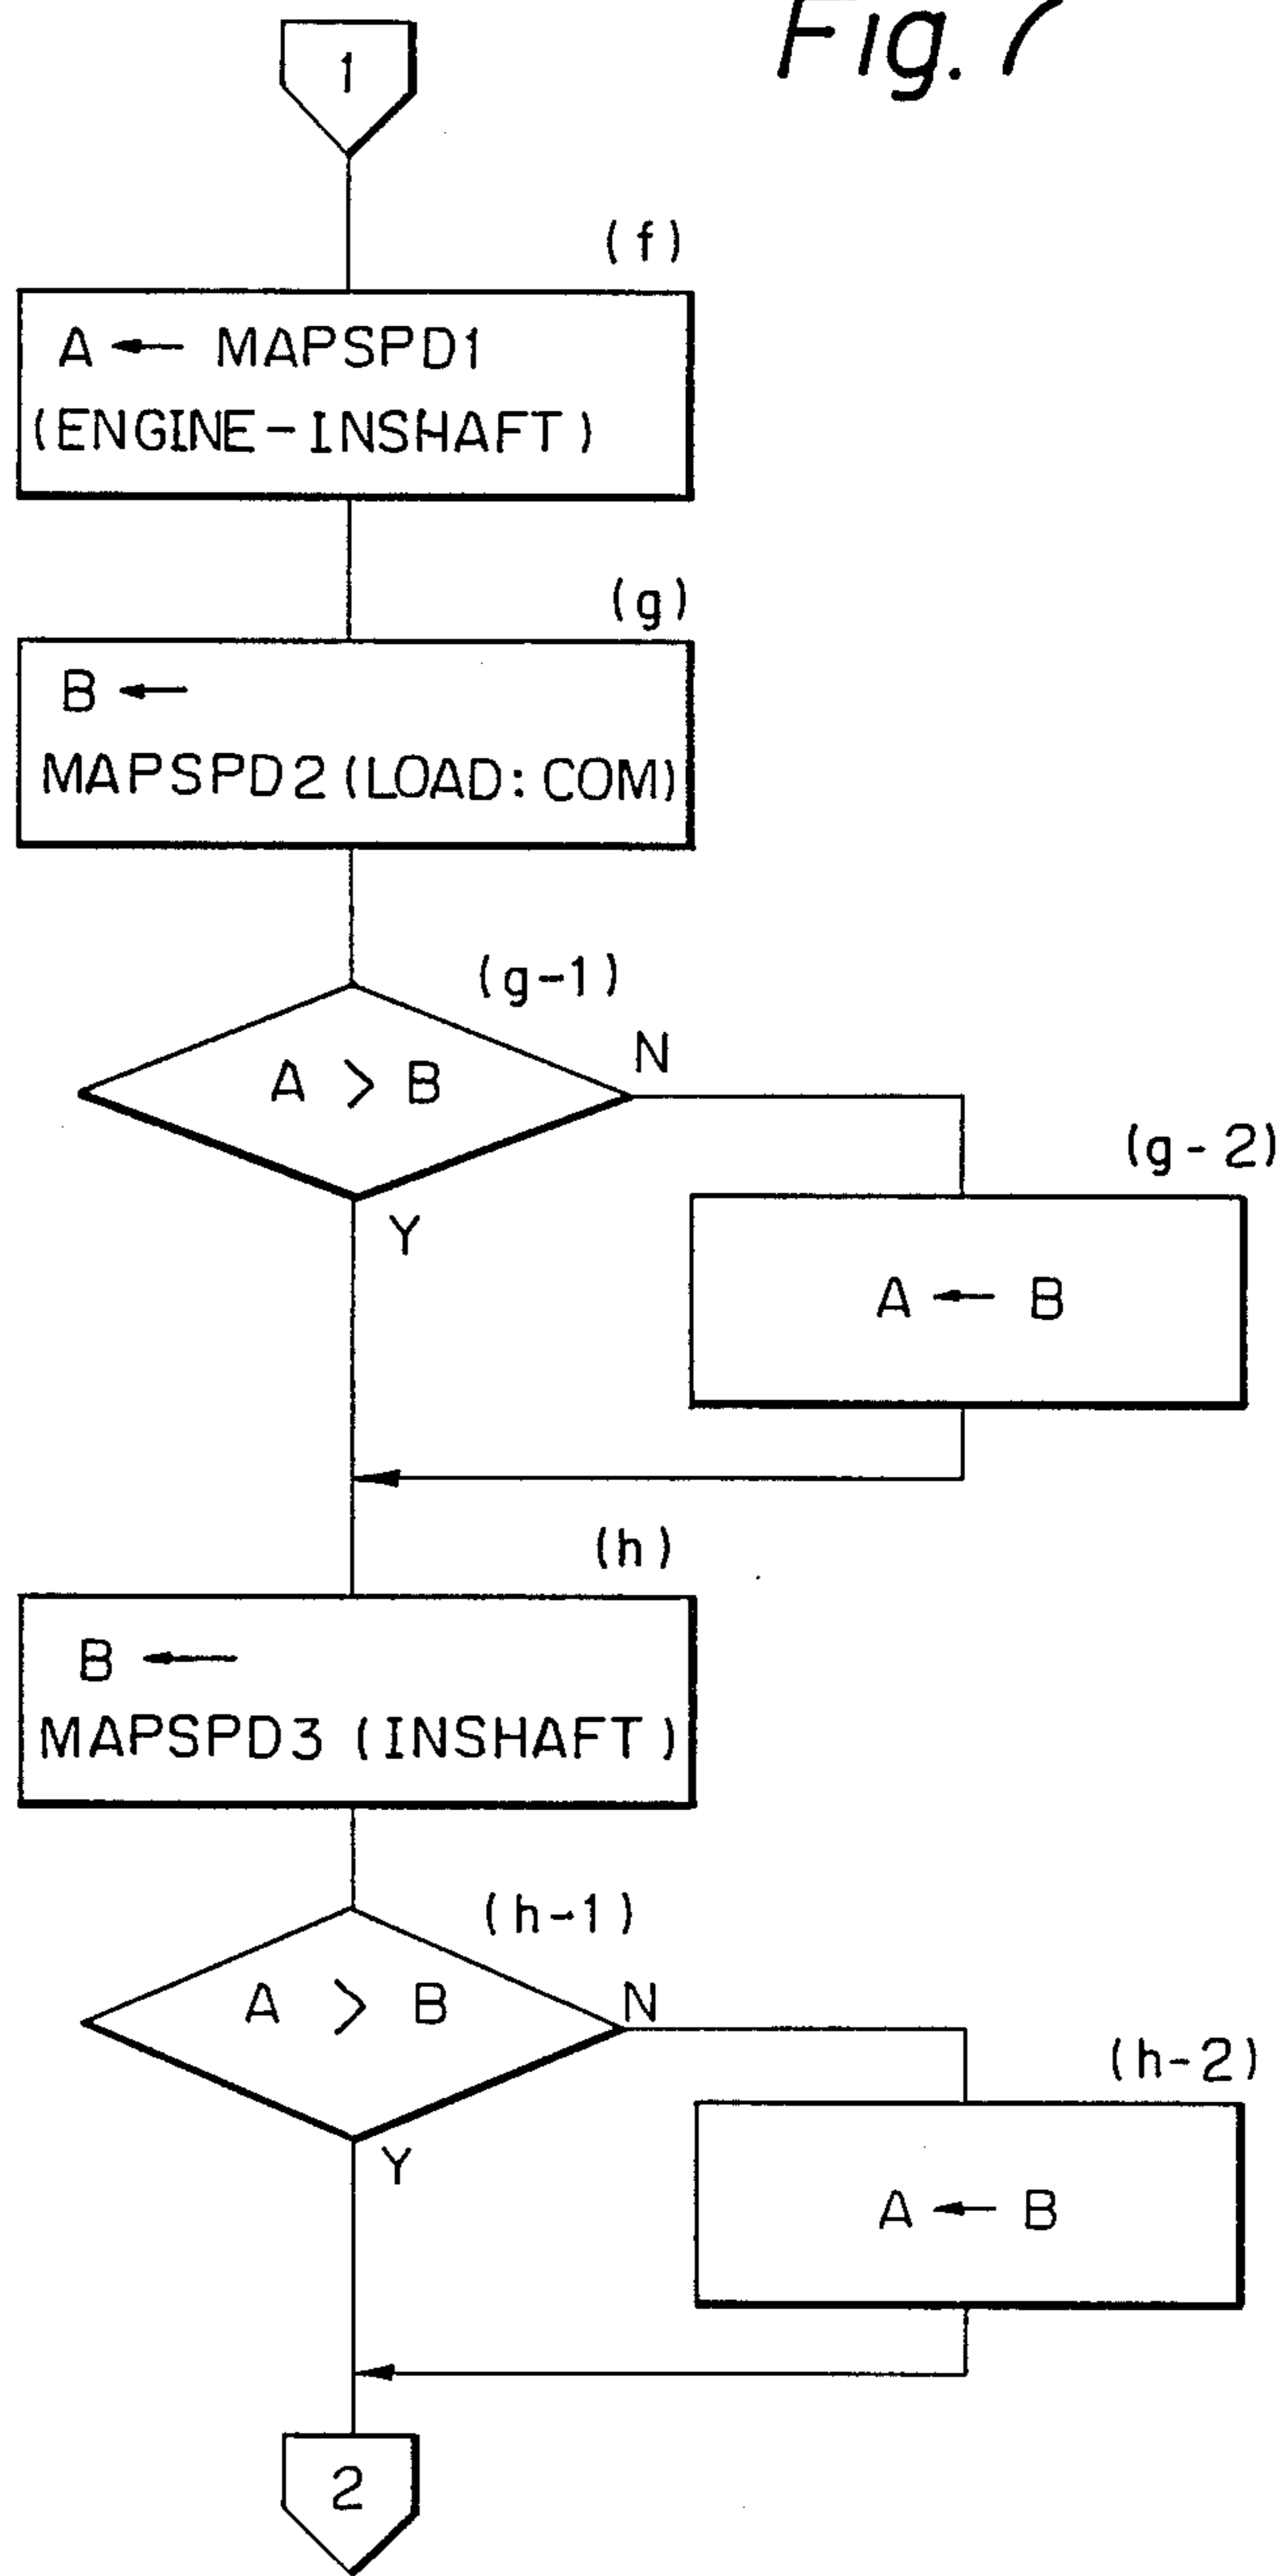 Fig. 7
1
(f)
A ← MAPSPD1
(ENGINE-INSHAFT)
(g)
B ←
MAPSPD2 (LOAD: COM)
(g-1)
A > B
N
(g-2)
Y
A ← B
(h)
B ←
MAPSPD3 (INSHAFT)
(h-1)
A > B
N
(h-2)
Y
A ← B
2